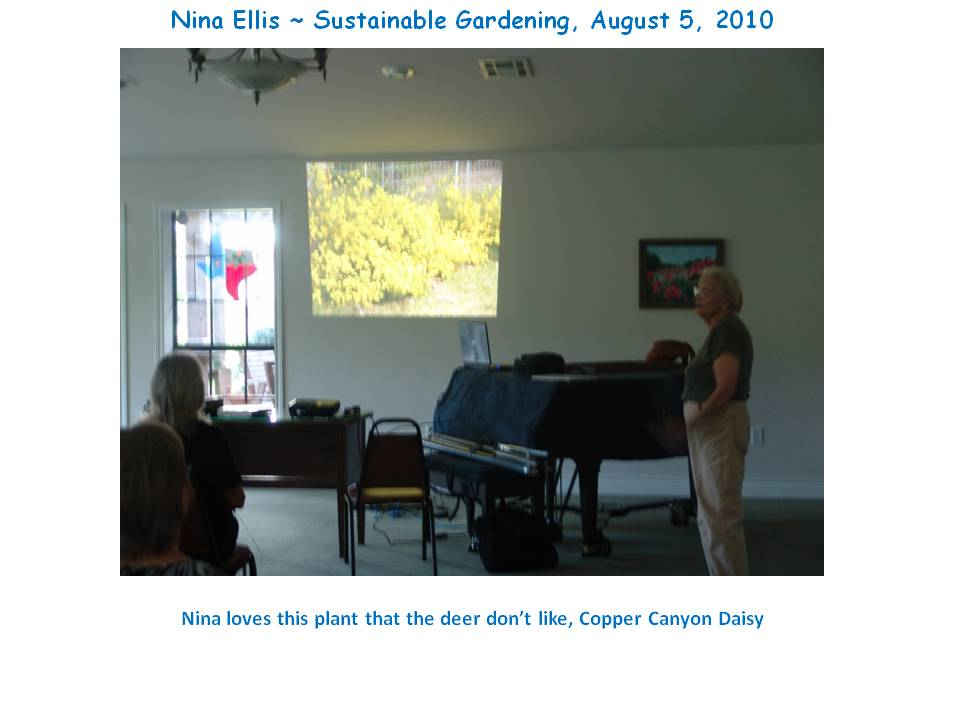 Nina Ellis ~ Sustainable Gardening, August 5, 2010
Nina loves this plant that the deer don’t like, Copper Canyon Daisy